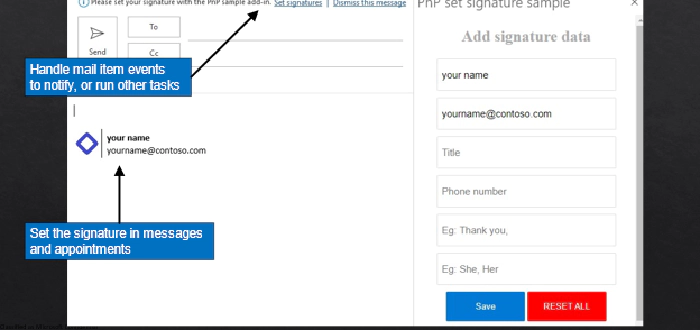 Please set your signature with the PnP sample add-in. Set signatures || Dismiss this message
PnP set signature sample
To
Send
Cc
Handle mail item events
to notify, or run other tasks
your name
yourname@contoso.com
Set the signature in messages
and appointments
Add signature data
your name
yourname@contoso.com
Title
Phone number
Eg: Thank you,
Eg: She, Her
Save
RESET ALL